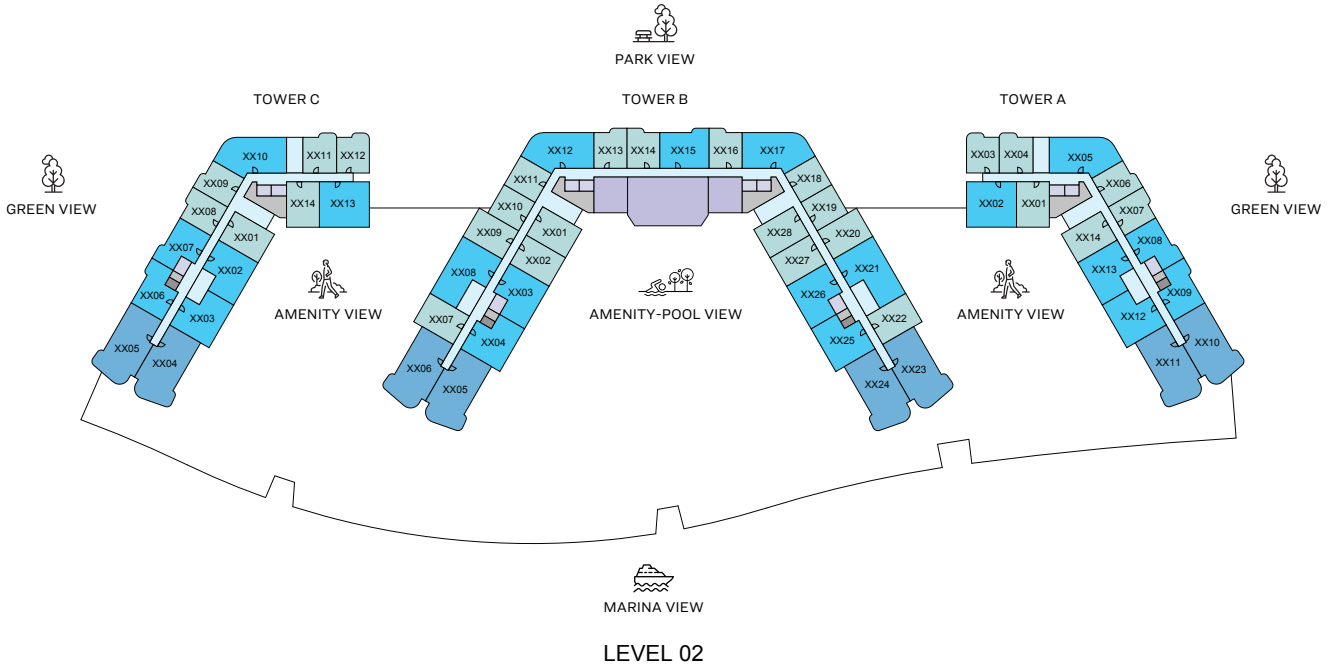 PARK VIEW
TOWER C
TOWER B
TOWER A
GREEN VIEW
GREEN VIEW
AMENITY VIEW
AMENITY-POOL VIEW
AMENITY VIEW
XX10
XX11
XX12
XX09
XX08
XX14
XX13
XX01
XX07
XX02
XX06
XX03
XX05
XX04
XX12
XX13
XX14
XX15
XX16
XX17
XX11
XX18
XX10
XX19
XX09
XX01
XX28
XX20
XX02
XX27
XX08
XX21
XX03
XX26
XX07
XX22
XX04
XX25
XX06
XX23
XX05
XX24
XX03
XX04
XX05
XX06
XX02
XX01
XX07
XX14
XX08
XX13
XX09
XX12
XX10
XX11
MARINA VIEW
LEVEL 02